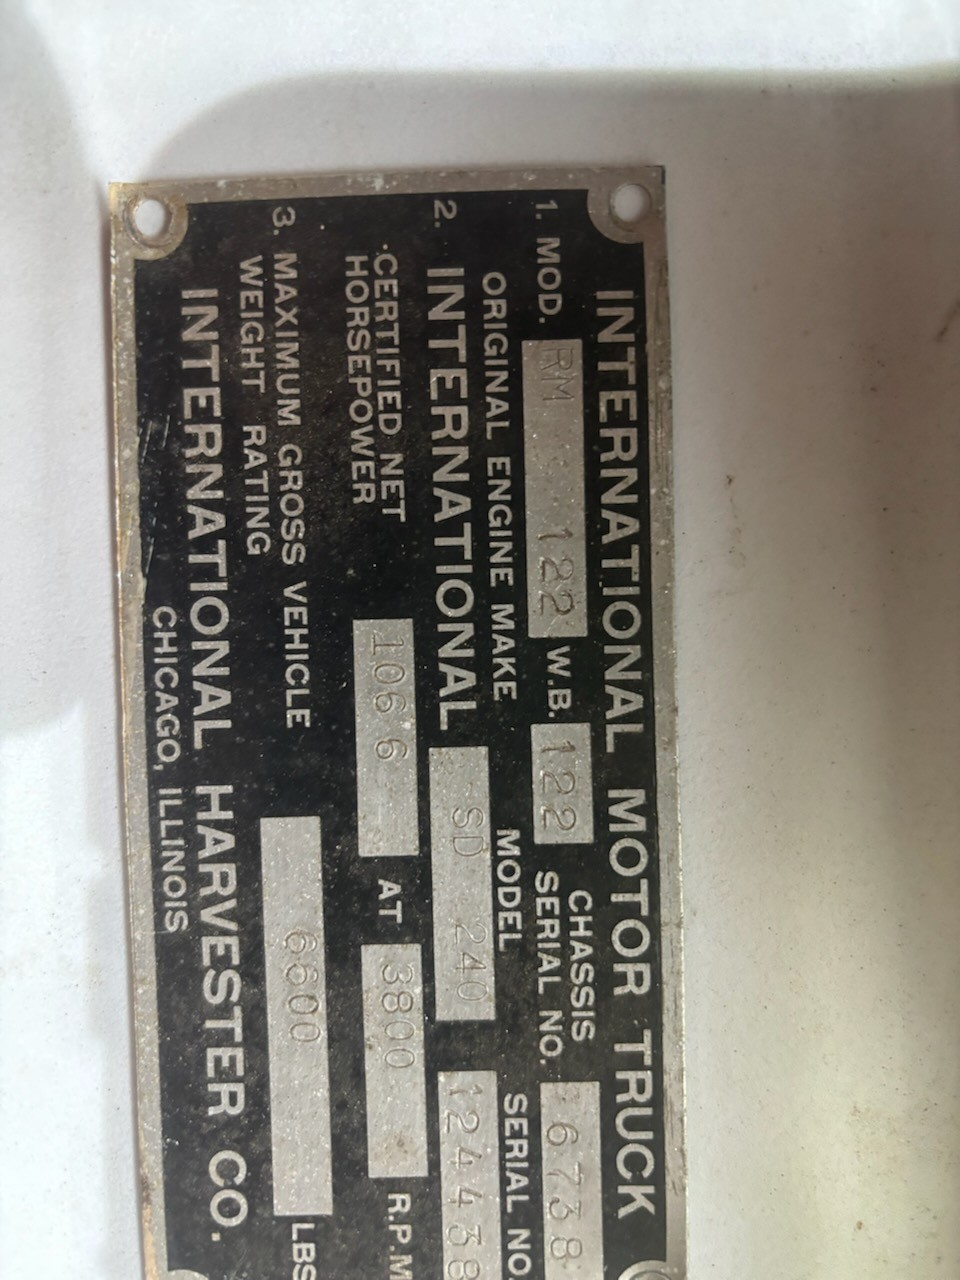 INTERNATIONAL MOTOR TRUCK
1. MOD. RM 122 W.B. 122 CHASSIS SERIAL NO. 6738
ORIGINAL ENGINE MAKE MODEL SERIAL NO.
2. INTERNATIONAL SD 240 124438
CERTIFIED NET HORSEPOWER 106 6 AT 3800 R.P.M
3. MAXIMUM GROSS VEHICLE
WEIGHT RATING 6600 LBS
INTERNATIONAL HARVESTER CO.
CHICAGO, ILLINOIS